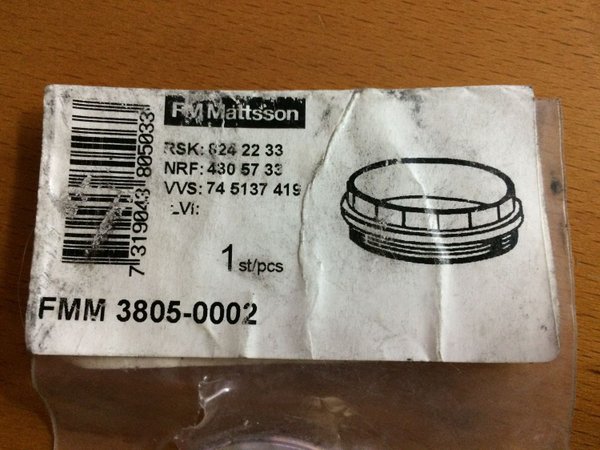 FM Mattsson
RSK: 824 22 33
NRF: 430 57 33
VVS: 74 5137 419
LVI:
1 st/pcs
7 319043 805033
FMM 3805-0002